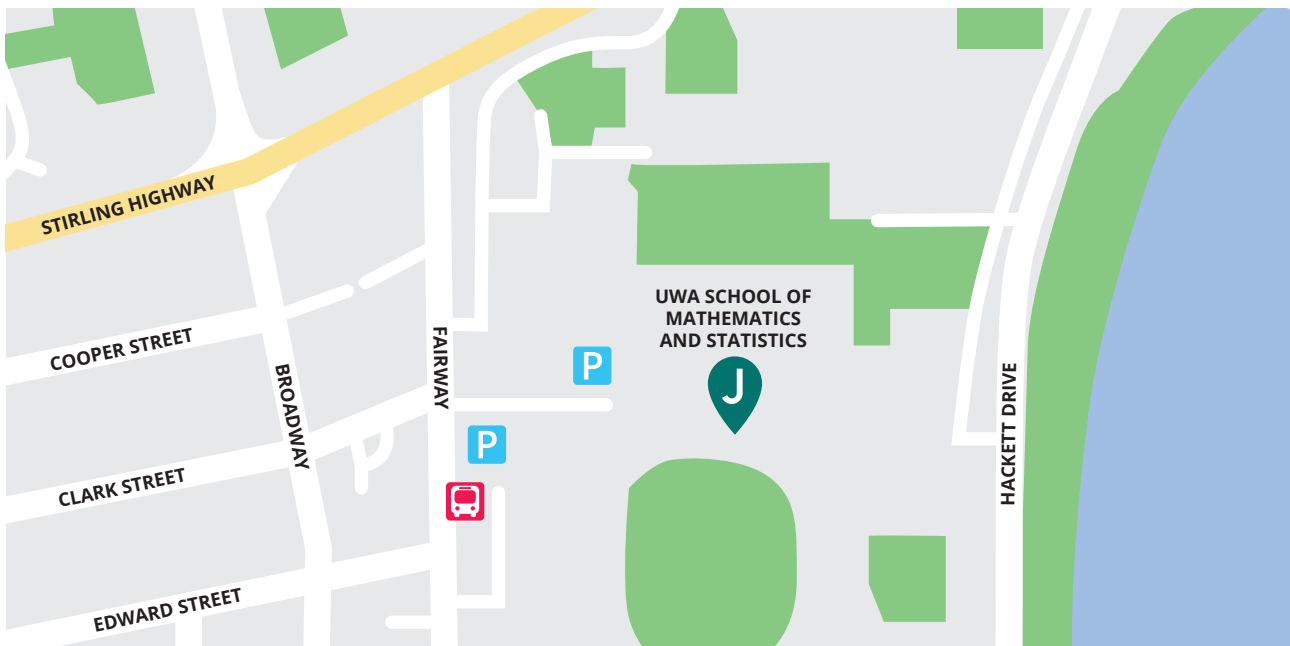 STIRLING HIGHWAY
UWA SCHOOL OF
MATHEMATICS
AND STATISTICS
COOPER STREET
FAIRWAY
P
BROADWAY
J
HACKETT DRIVE
P
CLARK STREET
EDWARD STREET